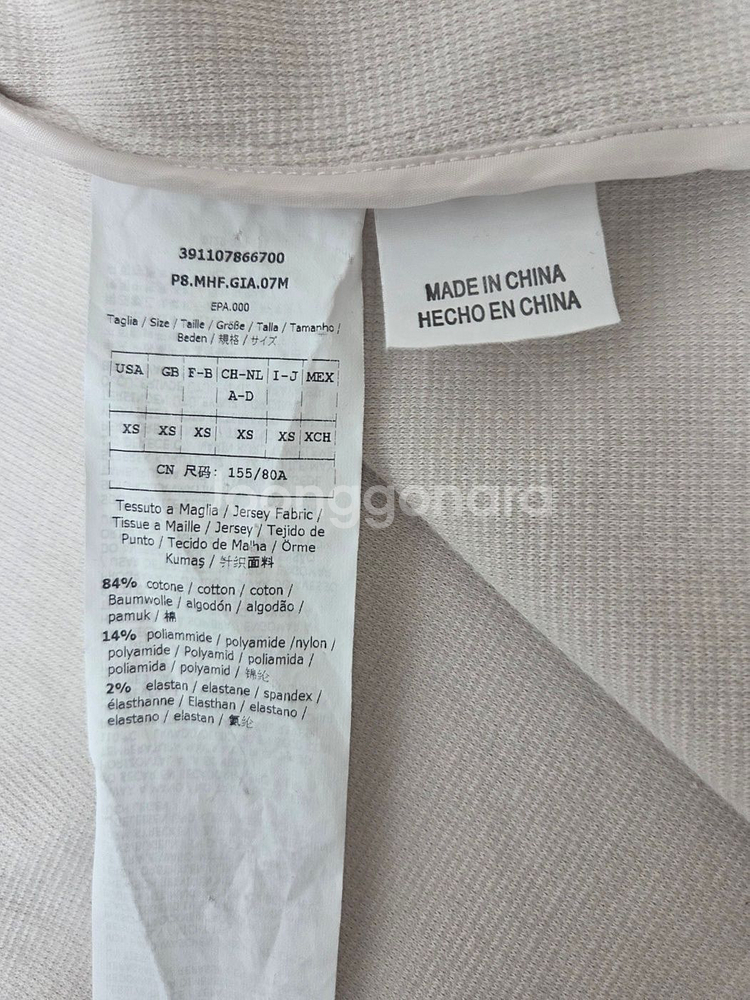 391107866700
P8.MHF.GIA.07M
EPA.000
Taglia / Size / Taille / Größe / Talla / Tamanho /
Beden / 規格 / サイズ
USA GB F-B CH-NL I-J MEX
A-D
XS XS XS XS XS XCH
CN 尺码: 155/80A
Tessuto a Maglia / Jersey Fabric /
Tissue a Maille / Jersey / Tejido de
Punto / Tecido de Malha / Örme
Kumaş / 针织面料
84% cotone / cotton / coton /
Baumwolle / algodón / algodão /
pamuk / 棉
14% poliammide / polyamide /nylon /
polyamide / Polyamid / poliamida /
poliamida / polyamid / 锦纶
2% elastan / elastane / spandex /
élasthanne / Elasthan / elastano /
elastano / elastan / 氨纶
MADE IN CHINA
HECHO EN CHINA
joonggonara